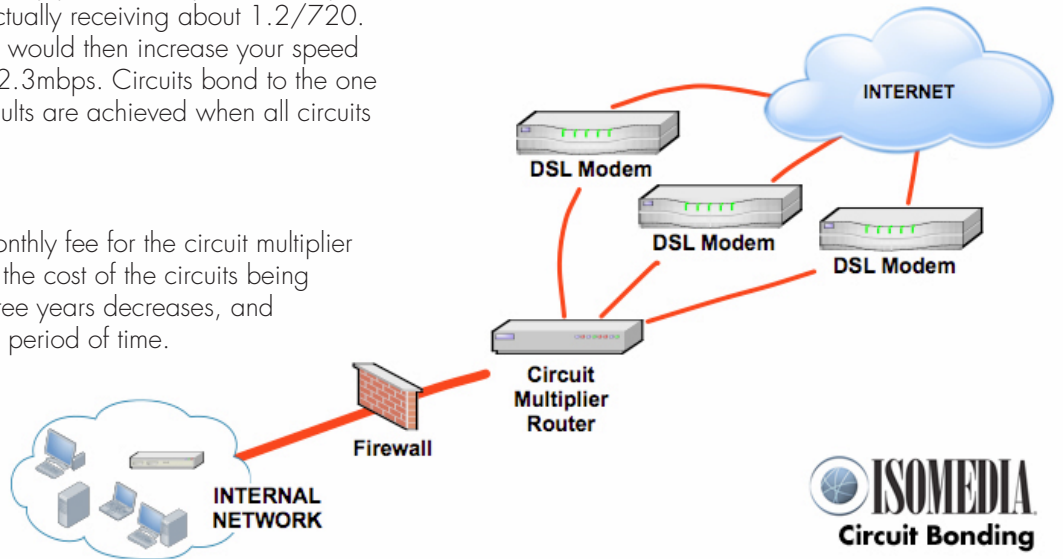 ctually receiving about 1.2/720.
would then increase your speed
2.3mbps. Circuits bond to the one
ults are achieved when all circuits
onthly fee for the circuit multiplier
the cost of the circuits being
ree years decreases, and
period of time.
INTERNET
DSL Modem
DSL Modem
DSL Modem
Circuit
Multiplier
Router
Firewall
INTERNAL
NETWORK
ISOMEDIA
Circuit Bonding